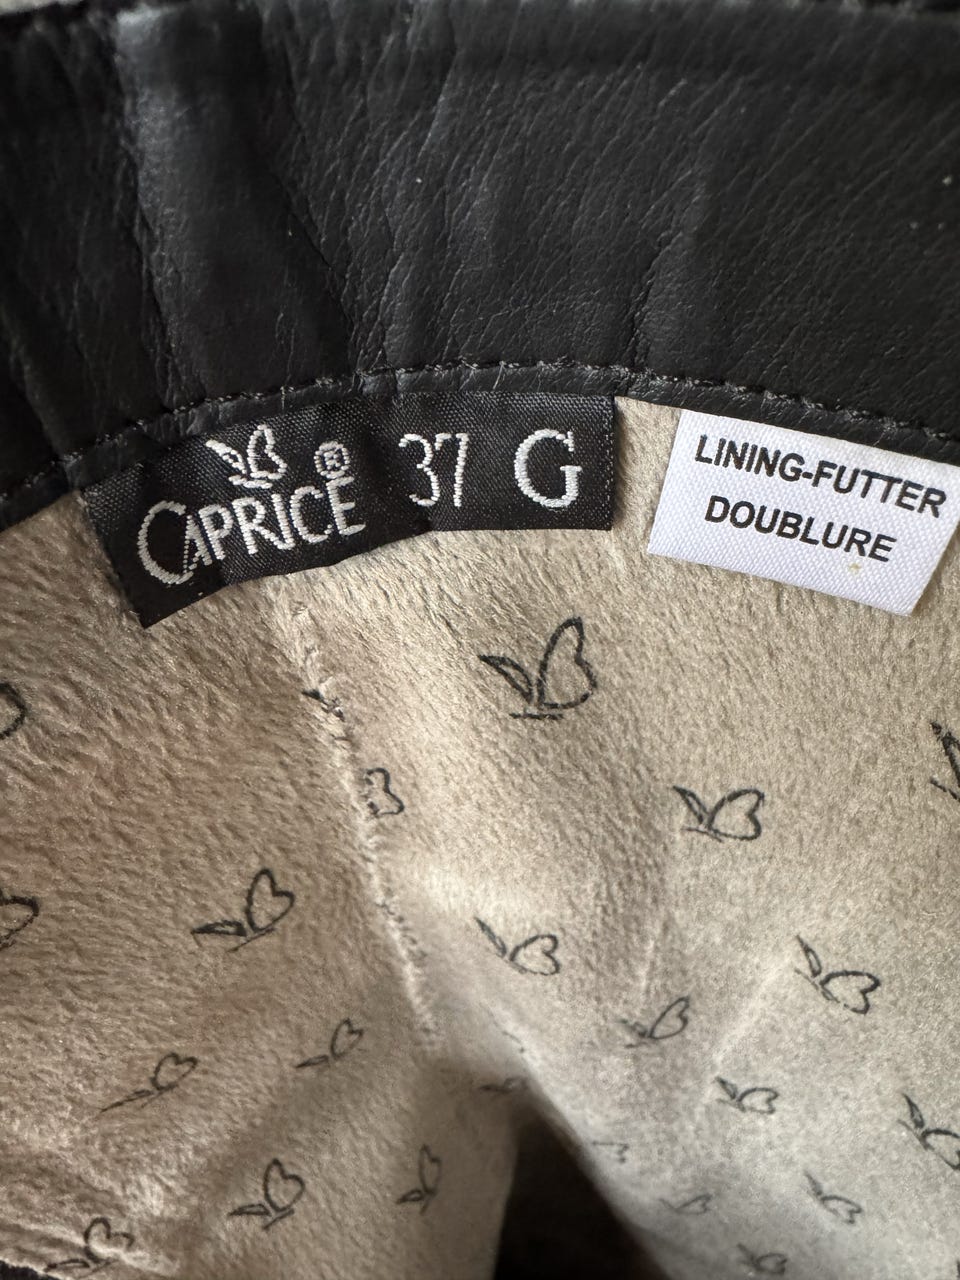 CAPRICE® 37 G
LINING-FUTTER
DOUBLURE